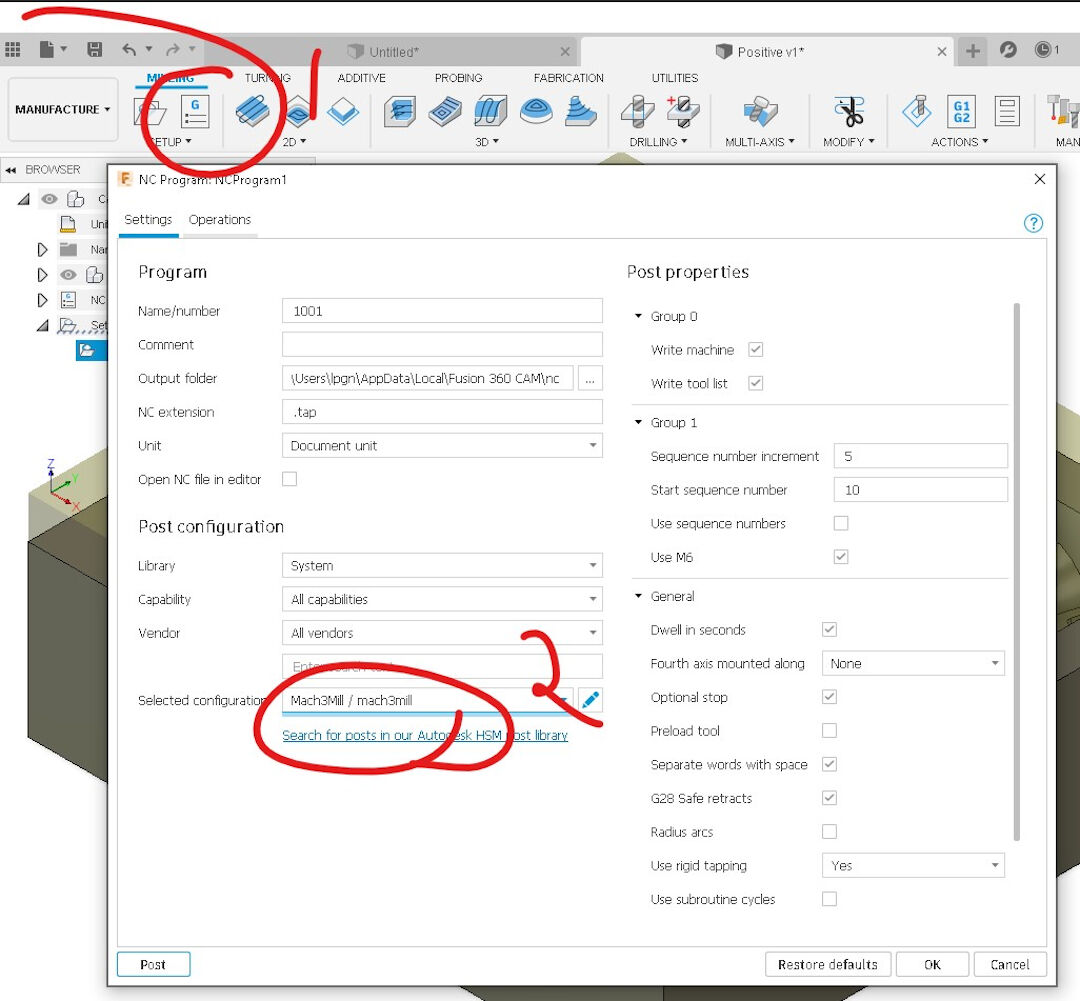 Untitled*
Positive v1*
1
MILLING
TURNING
ADDITIVE
PROBING
FABRICATION
UTILITIES
MANUFACTURE
G
G1
G2
SETUP
2D
3D
DRILLING
MULTI-AXIS
MODIFY
ACTIONS
MAN
1
BROWSER
NC Program: NCProgram1
Uni
Nar
NC
Set
Z
Y
X
Settings
Operations
?
Program
Name/number
1001
Comment
Output folder
\Users\lpgn\AppData\Local\Fusion 360 CAM\nc
...
NC extension
.tap
Unit
Document unit
Open NC file in editor
Post configuration
Library
System
Capability
All capabilities
Vendor
All vendors
Enter search text
2
Selected configuration
Mach3Mill / mach3mill
Search for posts in our Autodesk HSM post library
Post properties
Group 0
Write machine
Write tool list
Group 1
Sequence number increment
5
Start sequence number
10
Use sequence numbers
Use M6
General
Dwell in seconds
Fourth axis mounted along
None
Optional stop
Preload tool
Separate words with space
G28 Safe retracts
Radius arcs
Use rigid tapping
Yes
Use subroutine cycles
Post
Restore defaults
OK
Cancel